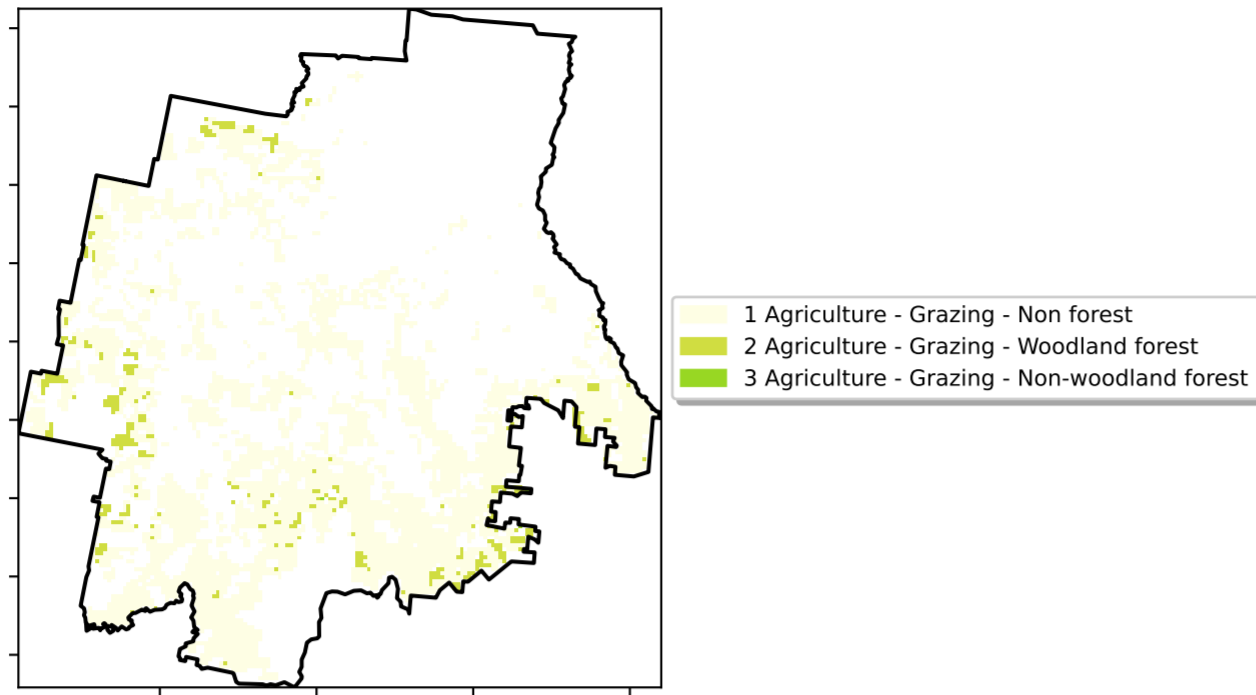 1 Agriculture - Grazing - Non forest
2 Agriculture - Grazing - Woodland forest
3 Agriculture - Grazing - Non-woodland forest